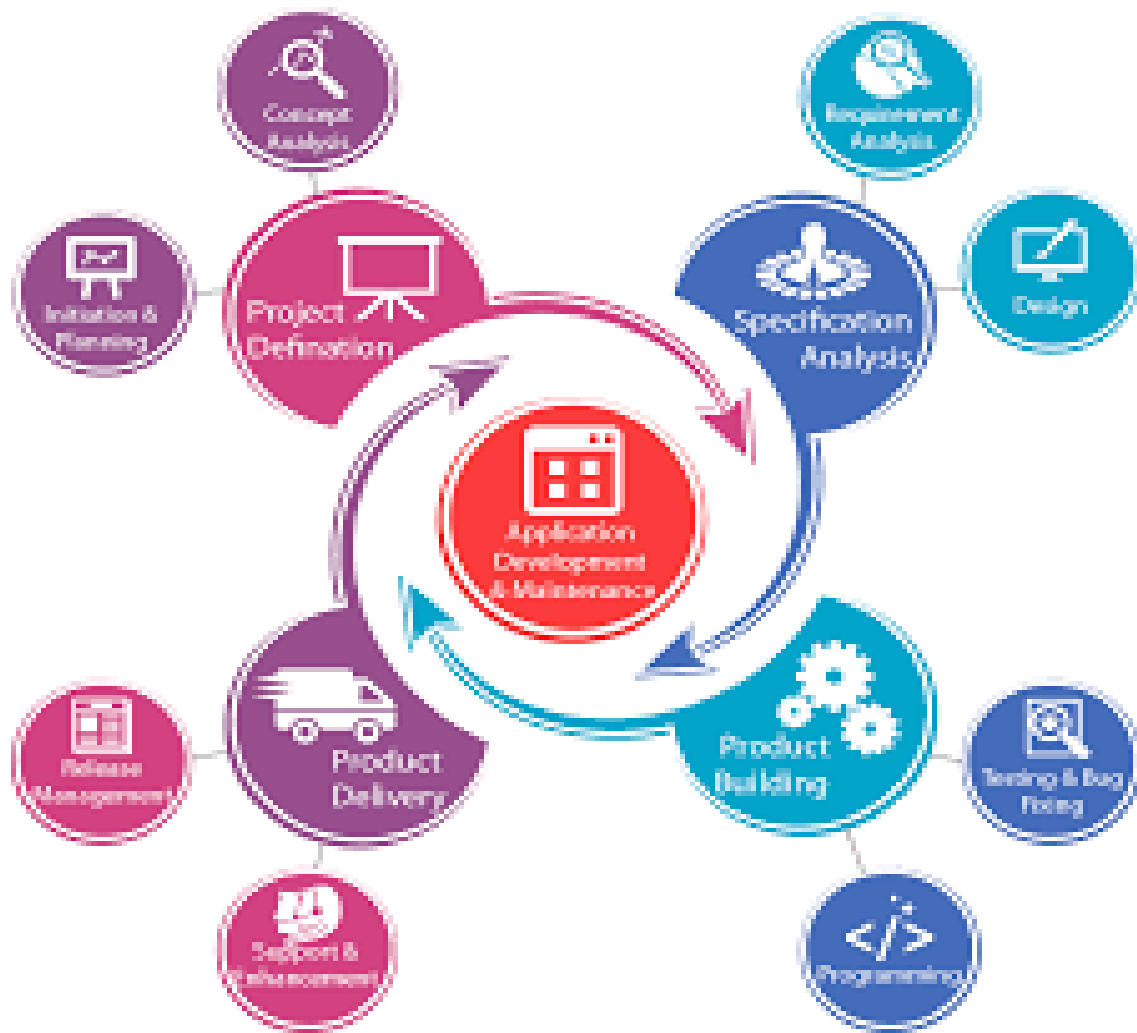 Concept
Analysis
Initiation &
Planning
Project
Defination
Requirement
Analysis
Design
Specification
Analysis
Application
Development
& Maintenance
Product
Building
Testing & Bug
Fixing
Programming
Product
Delivery
Release
Management
Support &
Enhancement